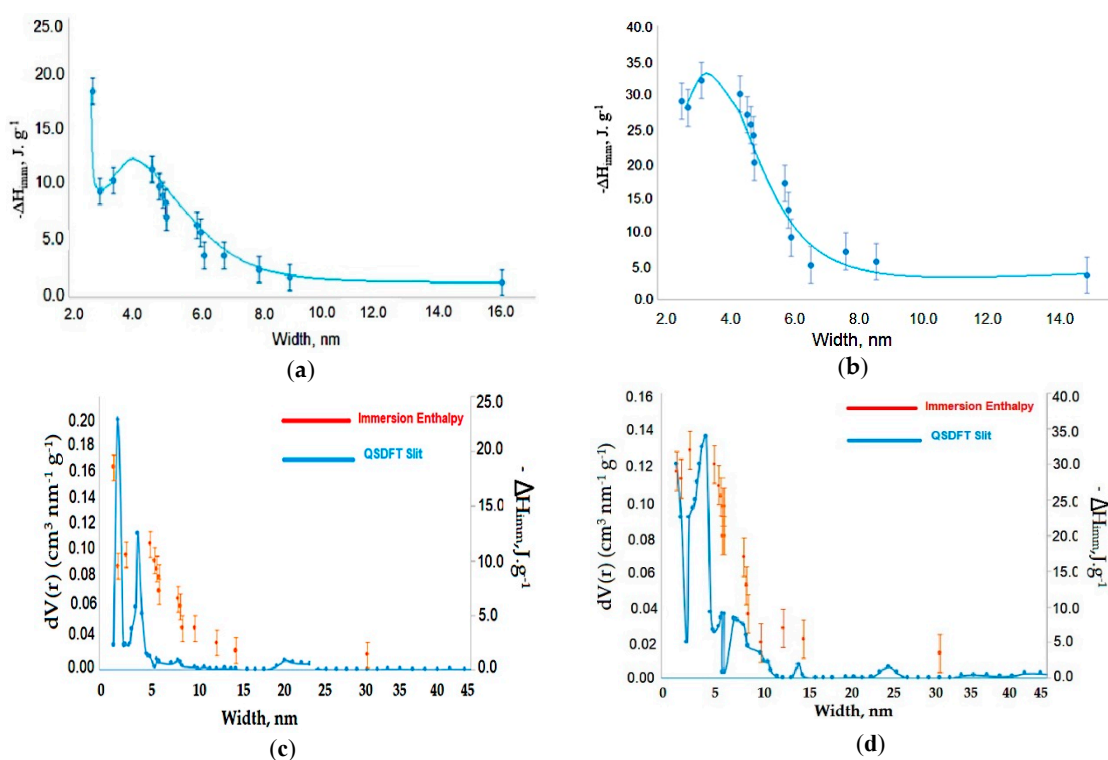 25.0
20.0
15.0
10.0
5.0
0.0
-ΔHimm, J. g-1
2.0 4.0 6.0 8.0 10.0 12.0 14.0 16.0
Width, nm
(a)
40.0
35.0
30.0
25.0
20.0
15.0
10.0
5.0
0.0
-ΔHimm, J. g-1
2.0 4.0 6.0 8.0 10.0 12.0 14.0
Width, nm
(b)
0.20
0.18
0.16
0.14
0.12
0.10
0.08
0.06
0.04
0.00
dV(r) (cm³ nm-1 g-1)
Immersion Enthalpy
QSDFT Slit
25.0
20.0
15.0
10.0
5.0
0.0
- ΔHimm,J·g-1
0 5 10 15 20 25 30 35 40 45
Width, nm
(c)
0.16
0.14
0.12
0.10
0.08
0.06
0.04
0.02
0.00
dV(r) (cm³ nm-1 g-1)
Immersion Enthalpy
QSDFT Slit
40.0
35.0
30.0
25.0
20.0
15.0
10.0
5.0
0.0
- ΔHimm,J·g-1
0 5 10 15 20 25 30 35 40 45
Width, nm
(d)